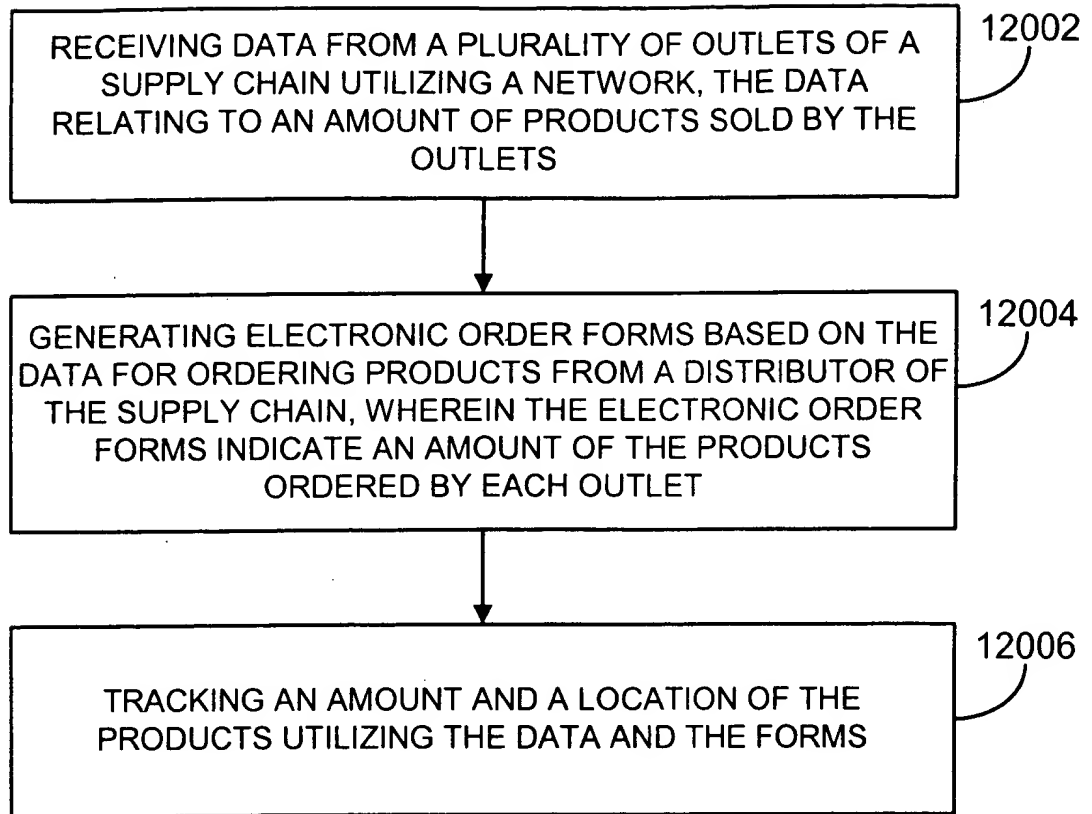 RECEIVING DATA FROM A PLURALITY OF OUTLETS OF A
SUPPLY CHAIN UTILIZING A NETWORK, THE DATA
RELATING TO AN AMOUNT OF PRODUCTS SOLD BY THE
OUTLETS
12002
GENERATING ELECTRONIC ORDER FORMS BASED ON THE
DATA FOR ORDERING PRODUCTS FROM A DISTRIBUTOR OF
THE SUPPLY CHAIN, WHEREIN THE ELECTRONIC ORDER
FORMS INDICATE AN AMOUNT OF THE PRODUCTS
ORDERED BY EACH OUTLET
12004
TRACKING AN AMOUNT AND A LOCATION OF THE
PRODUCTS UTILIZING THE DATA AND THE FORMS
12006